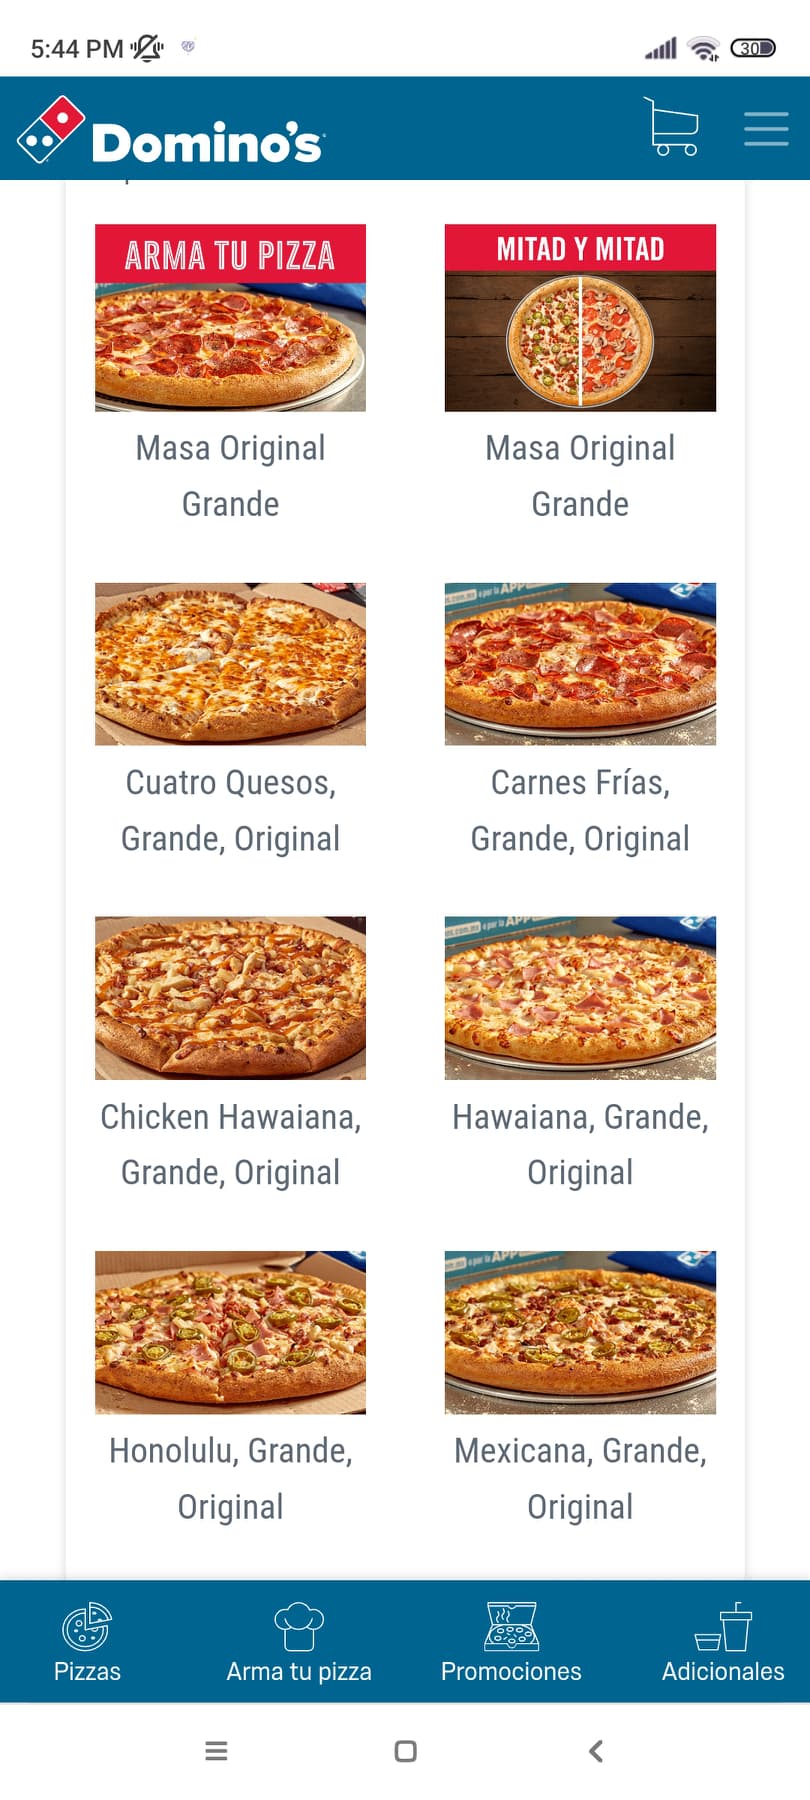 5:44 PM
30
Domino's
ARMA TU PIZZA
Masa Original
Grande
MITAD Y MITAD
Masa Original
Grande
Cuatro Quesos,
Grande, Original
Carnes Frías,
Grande, Original
Chicken Hawaiana,
Grande, Original
Hawaiana, Grande,
Original
Honolulu, Grande,
Original
Mexicana, Grande,
Original
Pizzas
Arma tu pizza
Promociones
Adicionales